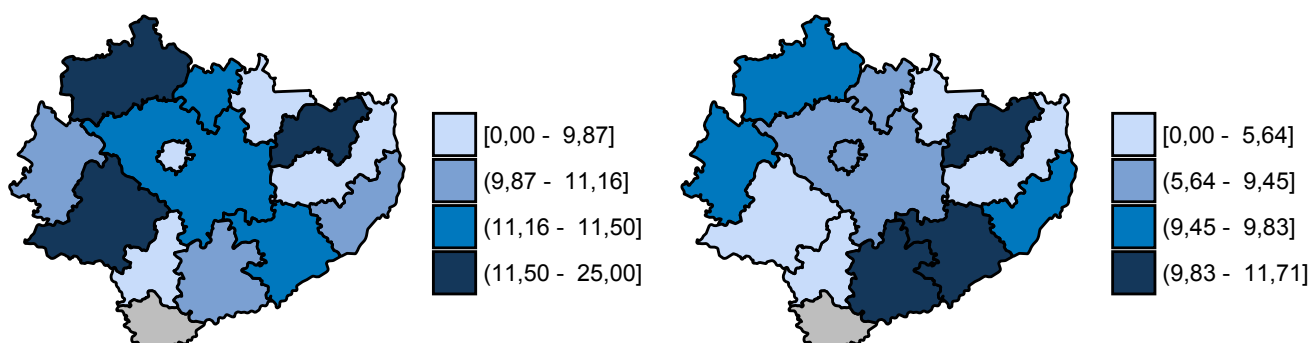 [0,00 - 9,87]
(9,87 - 11,16]
(11,16 - 11,50]
(11,50 - 25,00]
[0,00 - 5,64]
(5,64 - 9,45]
(9,45 - 9,83]
(9,83 - 11,71]